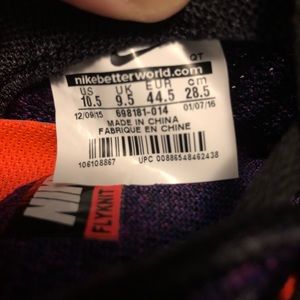 QT
nikebetterworld.com
US UK EUR cm
10.5 9.5 44.5 28.5
12/09/15 698181-014 01/07/16
MADE IN CHINA
FABRIQUE EN CHINE
106108867
UPC 00886548462438
FLYKNIT